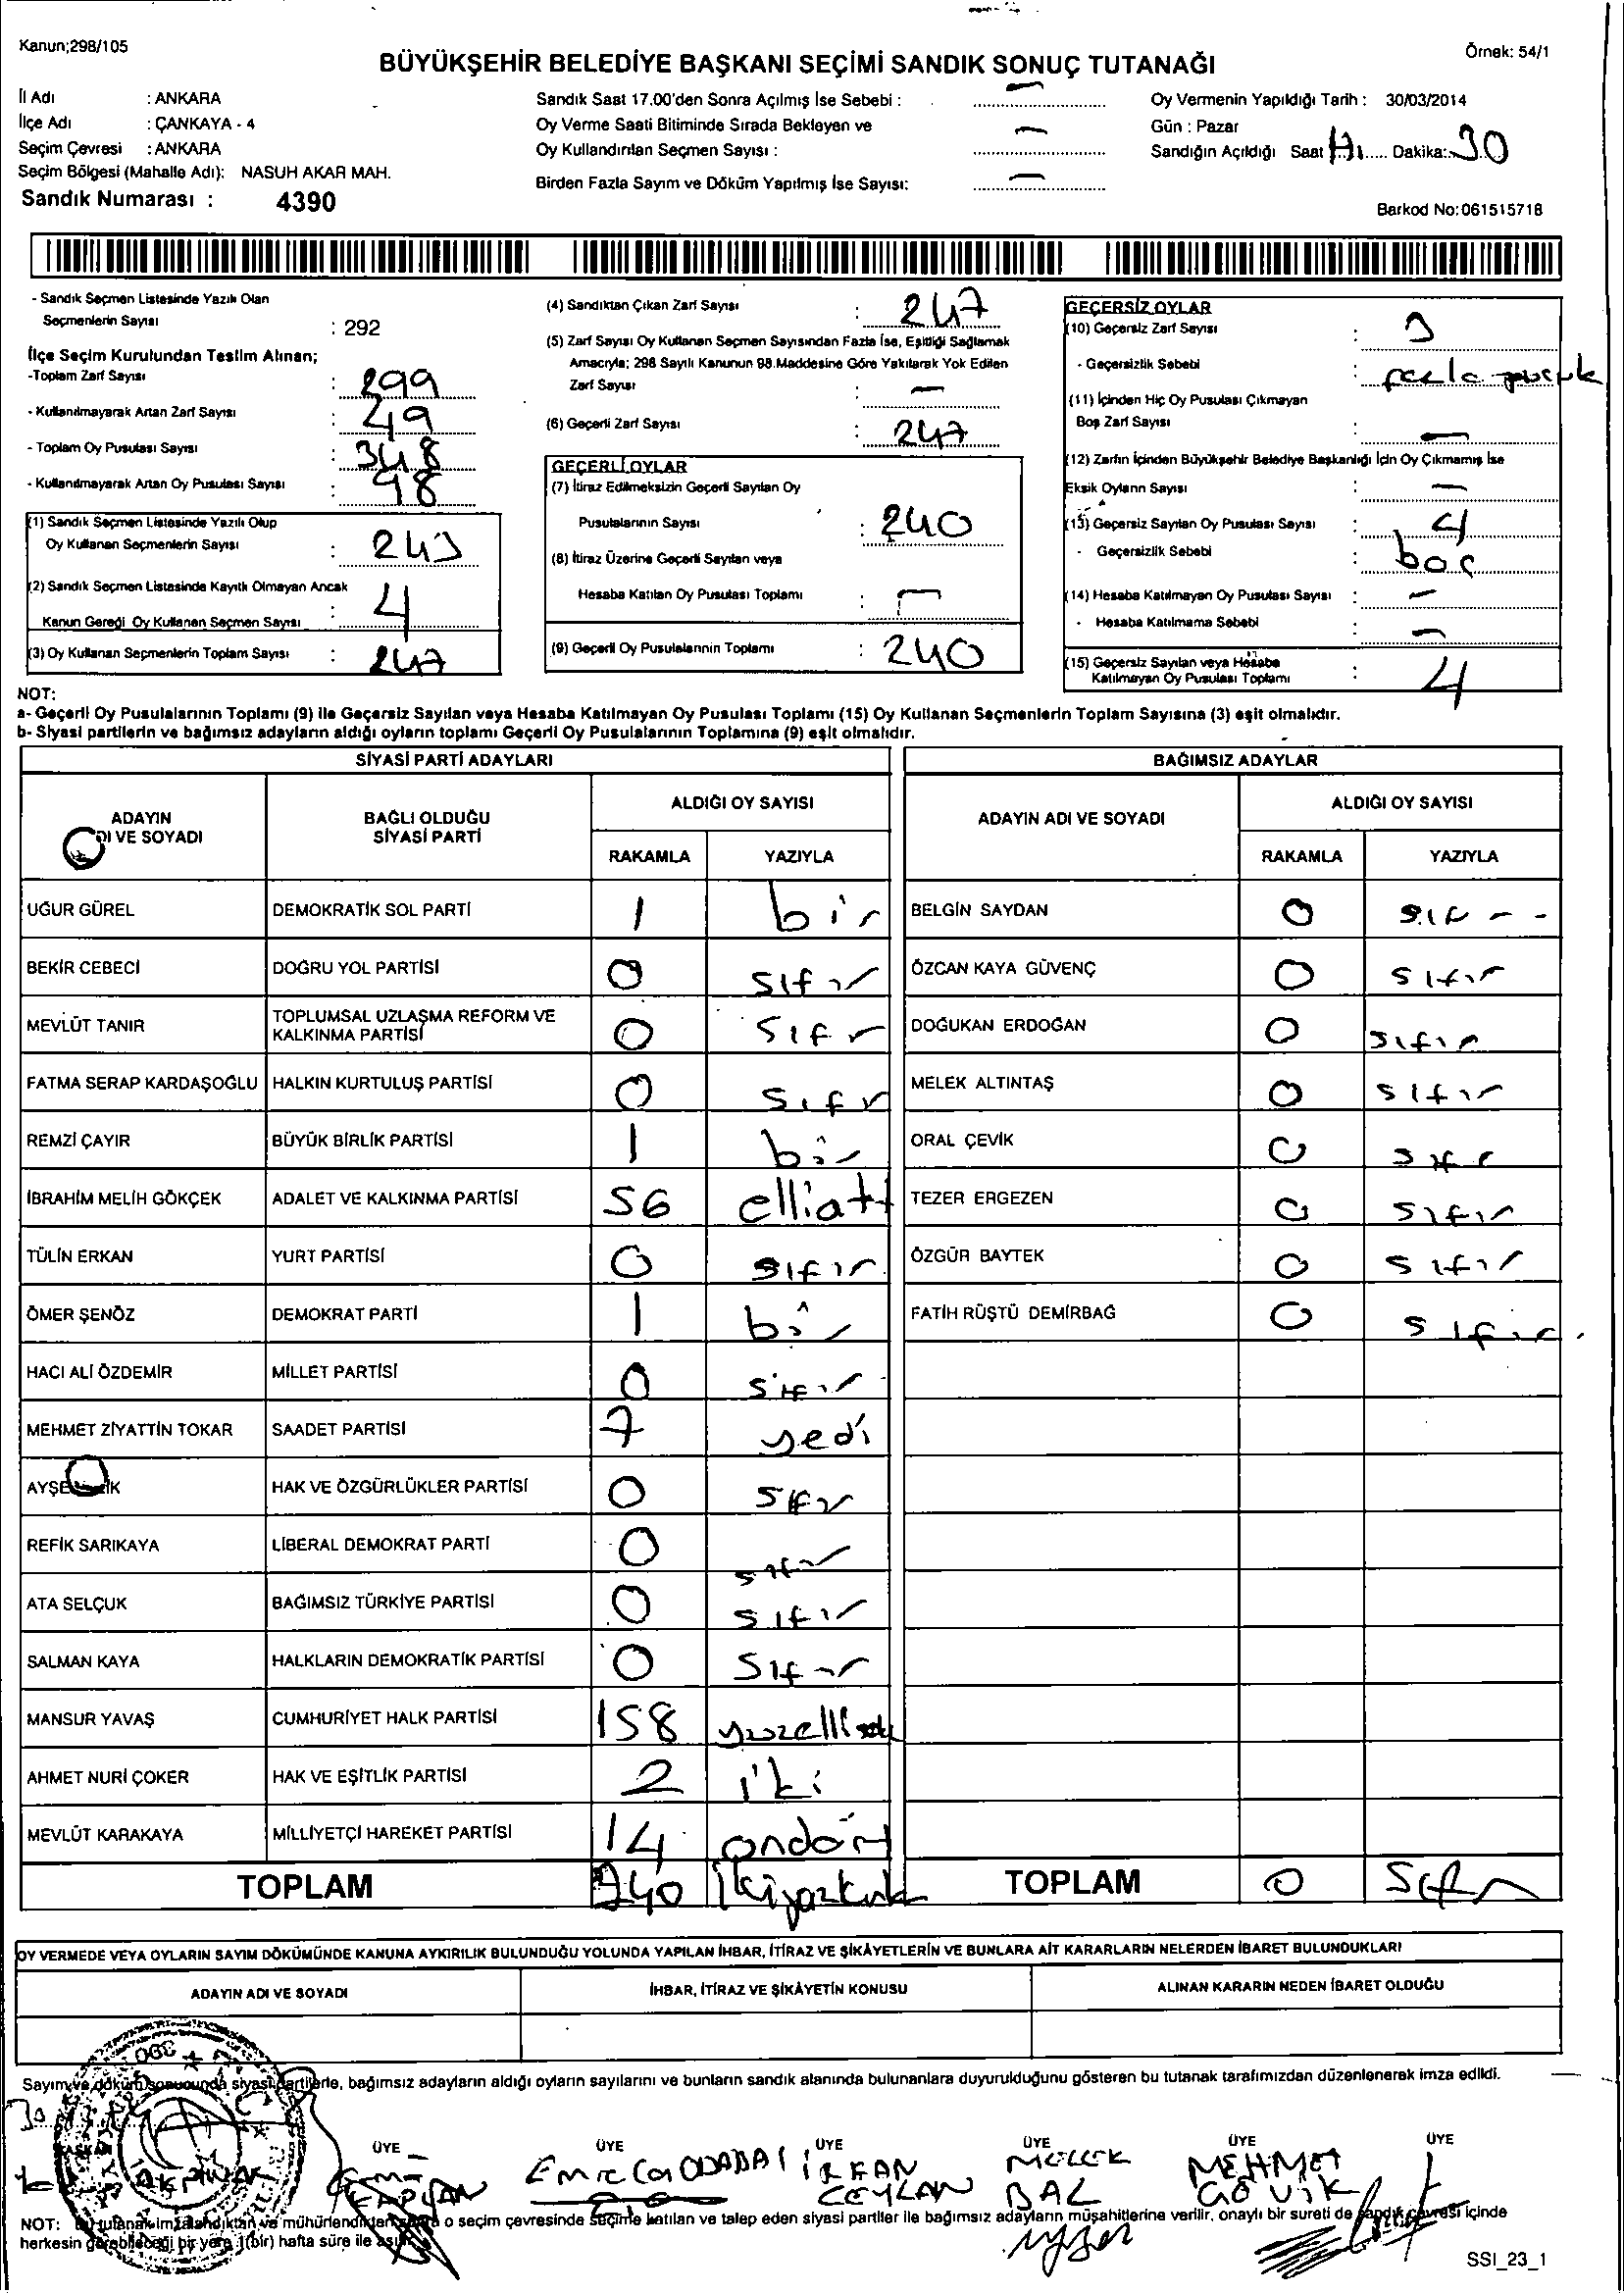 Kanun;298/105
Örnek: 54/1
BÜYÜKŞEHİR BELEDİYE BAŞKANI SEÇİMİ SANDIK SONUÇ TUTANAĞI
İl Adı : ANKARA
İlçe Adı : ÇANKAYA - 4
Seçim Çevresi : ANKARA
Seçim Bölgesi (Mahalle Adı): NASUH AKAR MAH.
Sandık Numarası : 4390
Sandık Saat 17.00'den Sonra Açılmış İse Sebebi : —
Oy Verme Saati Bitiminde Sırada Bekleyen ve
Oy Kullandırılan Seçmen Sayısı : —
Birden Fazla Sayım ve Döküm Yapılmış İse Sayısı: —
Oy Vermenin Yapıldığı Tarih : 30/03/2014
Gün : Pazar
Sandığın Açıldığı Saat Dakika: 30
Barkod No:061515718
- Sandık Seçmen Listesinde Yazılı Olan
Seçmenlerin Sayısı : 292
İlçe Seçim Kurulundan Teslim Alınan;
-Toplam Zarf Sayısı : 299
- Kullanılmayarak Artan Zarf Sayısı : 49
- Toplam Oy Pusulası Sayısı : 348
- Kullanılmayarak Artan Oy Pusulası Sayısı : 98
(1) Sandık Seçmen Listesinde Yazılı Olup
Oy Kullanan Seçmenlerin Sayısı : 243
(2) Sandık Seçmen Listesinde Kayıtlı Olmayan Ancak
Kanun Gereği Oy Kullanan Seçmen Sayısı : 4
(3) Oy Kullanan Seçmenlerin Toplam Sayısı : 247
(4) Sandıktan Çıkan Zarf Sayısı : 247
(5) Zarf Sayısı Oy Kullanan Seçmen Sayısından Fazla İse, Eşitliği Sağlamak
Amacıyla; 298 Sayılı Kanunun 98.Maddesine Göre Yakılarak Yok Edilen
Zarf Sayısı : —
(6) Geçerli Zarf Sayısı : 247
GEÇERLİ OYLAR
(7) İtiraz Edilmeksizin Geçerli Sayılan Oy
Pusulalarının Sayısı : 240
(8) İtiraz Üzerine Geçerli Sayılan veya
Hesaba Katılan Oy Pusulası Toplamı : —
(9) Geçerli Oy Pusulalarının Toplamı : 240
GEÇERSİZ OYLAR
(10) Geçersiz Zarf Sayısı : 3
- Geçersizlik Sebebi : fazla pusula
(11) İçinden Hiç Oy Pusulası Çıkmayan
Boş Zarf Sayısı : —
(12) Zarfın İçinden Büyükşehir Belediye Başkanlığı İçin Oy Çıkmamış İse
Eksik Oyların Sayısı : —
(13) Geçersiz Sayılan Oy Pusulası Sayısı : 4
- Geçersizlik Sebebi : boş
(14) Hesaba Katılmayan Oy Pusulası Sayısı : —
- Hesaba Katılmama Sebebi : —
(15) Geçersiz Sayılan veya Hesaba
Katılmayan Oy Pusulası Toplamı : 4
NOT:
a- Geçerli Oy Pusulalarının Toplamı (9) ile Geçersiz Sayılan veya Hesaba Katılmayan Oy Pusulası Toplamı (15) Oy Kullanan Seçmenlerin Toplam Sayısına (3) eşit olmalıdır.
b- Siyasi partilerin ve bağımsız adayların aldığı oyların toplamı Geçerli Oy Pusulalarının Toplamına (9) eşit olmalıdır.
SİYASİ PARTİ ADAYLARI
ADAYIN
DI VE SOYADI
BAĞLI OLDUĞU
SİYASİ PARTİ
ALDIĞI OY SAYISI
RAKAMLA YAZIYLA
UĞUR GÜREL DEMOKRATİK SOL PARTİ 1 bir
BEKİR CEBECİ DOĞRU YOL PARTİSİ 0 sıfır
MEVLÜT TANIR TOPLUMSAL UZLAŞMA REFORM VE
KALKINMA PARTİSİ 0 sıfır
FATMA SERAP KARDAŞOĞLU HALKIN KURTULUŞ PARTİSİ 0 sıfır
REMZİ ÇAYIR BÜYÜK BİRLİK PARTİSİ 1 bir
İBRAHİM MELİH GÖKÇEK ADALET VE KALKINMA PARTİSİ 56 elliatı
TÜLİN ERKAN YURT PARTİSİ 0 sıfır
ÖMER ŞENÖZ DEMOKRAT PARTİ 1 bir
HACI ALİ ÖZDEMİR MİLLET PARTİSİ 0 sıfır
MEHMET ZİYATTİN TOKAR SAADET PARTİSİ 7 yedi
HAK VE ÖZGÜRLÜKLER PARTİSİ 0 sıfır
REFİK SARIKAYA LİBERAL DEMOKRAT PARTİ 0 sıfır
ATA SELÇUK BAĞIMSIZ TÜRKİYE PARTİSİ 0 sıfır
SALMAN KAYA HALKLARIN DEMOKRATİK PARTİSİ 0 sıfır
MANSUR YAVAŞ CUMHURİYET HALK PARTİSİ 158
AHMET NURİ ÇOKER HAK VE EŞİTLİK PARTİSİ 2 iki
MEVLÜT KARAKAYA MİLLİYETÇİ HAREKET PARTİSİ 14 ondört
TOPLAM 240 ikiyüzkırk
BAĞIMSIZ ADAYLAR
ADAYIN ADI VE SOYADI
ALDIĞI OY SAYISI
RAKAMLA YAZIYLA
BELGİN SAYDAN 0
ÖZCAN KAYA GÜVENÇ 0 sıfır
DOĞUKAN ERDOĞAN 0 sıfır
MELEK ALTINTAŞ 0 sıfır
ORAL ÇEVİK 0 sıfır
TEZER ERGEZEN 0 sıfır
ÖZGÜR BAYTEK 0 sıfır
FATİH RÜŞTÜ DEMİRBAĞ 0 sıfır
TOPLAM 0 sıfır
OY VERMEDE VEYA OYLARIN SAYIM DÖKÜMÜNDE KANUNA AYKIRILIK BULUNDUĞU YOLUNDA YAPILAN İHBAR, İTİRAZ VE ŞİKÂYETLERİN VE BUNLARA AİT KARARLARIN NELERDEN İBARET BULUNDUKLARI
ADAYIN ADI VE SOYADI İHBAR, İTİRAZ VE ŞİKÂYETİN KONUSU ALINAN KARARIN NEDEN İBARET OLDUĞU
Sayım ve döküm sonucunda siyasi partilerle, bağımsız adayların aldığı oyların sayılarını ve bunların sandık alanında bulunanlara duyurulduğunu gösteren bu tutanak tarafımızdan düzenlenerek imza edildi.
BAŞKAN ÜYE ÜYE ÜYE ÜYE ÜYE ÜYE
AKPINAR KAPLAN
Emre Can ODABAŞI
İRFAN
CEYLAN
MELEK
BAL
MEHMET
GÖVİK
NOT: Bu tutanak imzalandıktan ve mühürlendikten sonra o seçim çevresinde seçime katılan ve talep eden siyasi partiler ile bağımsız adayların müşahitlerine verilir, onaylı bir sureti de sandık çevresi içinde
herkesin görebileceği bir yere 1(bir) hafta süre ile asılır.
SSI_23_1